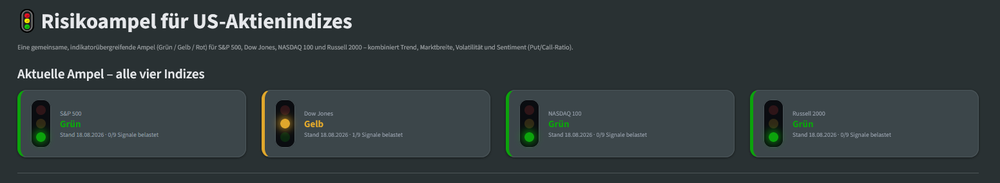 Risikoampel für US-Aktienindizes
Eine gemeinsame, indikatorübergreifende Ampel (Grün / Gelb / Rot) für S&P 500, Dow Jones, NASDAQ 100 und Russell 2000 – kombiniert Trend, Marktbreite, Volatilität und Sentiment (Put/Call-Ratio).
Aktuelle Ampel – alle vier Indizes
S&P 500
Grün
Stand 18.08.2026 · 0/9 Signale belastet
Dow Jones
Gelb
Stand 18.08.2026 · 1/9 Signale belastet
NASDAQ 100
Grün
Stand 18.08.2026 · 0/9 Signale belastet
Russell 2000
Grün
Stand 18.08.2026 · 0/9 Signale belastet